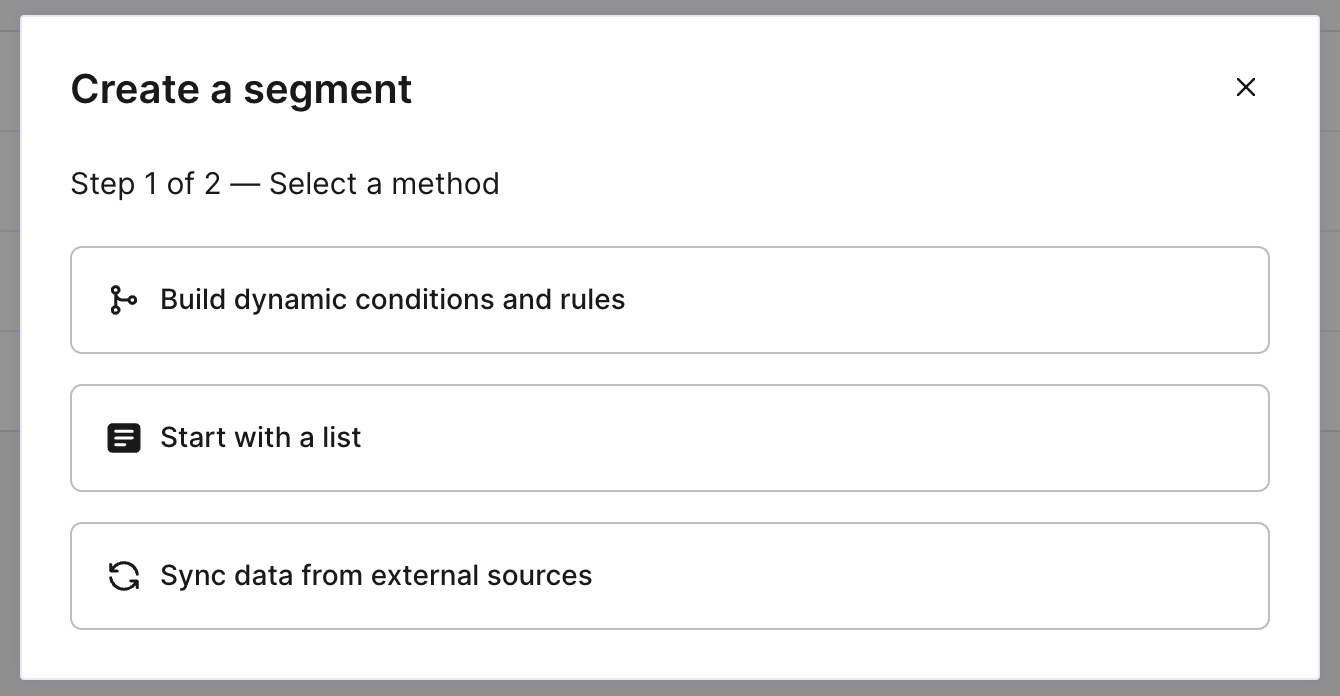 Create a segment
Step 1 of 2 — Select a method
Build dynamic conditions and rules
Start with a list
Sync data from external sources